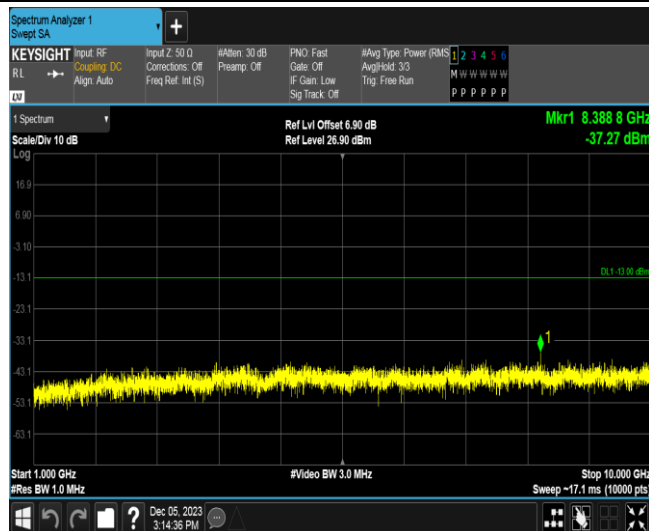 Spectrum Analyzer 1
Swept SA
+
KEYSIGHT
RL
LXI
Input: RF
Coupling: DC
Align: Auto
Input Z: 50 Ω
Corrections: Off
Freq Ref: Int (S)
#Atten: 30 dB
Preamp: Off
PNO: Fast
Gate: Off
IF Gain: Low
Sig Track: Off
#Avg Type: Power (RMS
Avg|Hold: 3/3
Trig: Free Run
1 2 3 4 5 6
M W W W W W
P P P P P P
1 Spectrum
Scale/Div 10 dB
Log
Ref Lvl Offset 6.90 dB
Ref Level 26.90 dBm
Mkr1 8.388 8 GHz
-37.27 dBm
16.9
6.90
-3.10
-13.1
DL1 -13.00 dBm
-23.1
-33.1
1
-43.1
-53.1
-63.1
Start 1.000 GHz
#Res BW 1.0 MHz
#Video BW 3.0 MHz
Stop 10.000 GHz
Sweep ~17.1 ms (10000 pts)
?
Dec 05, 2023
3:14:36 PM